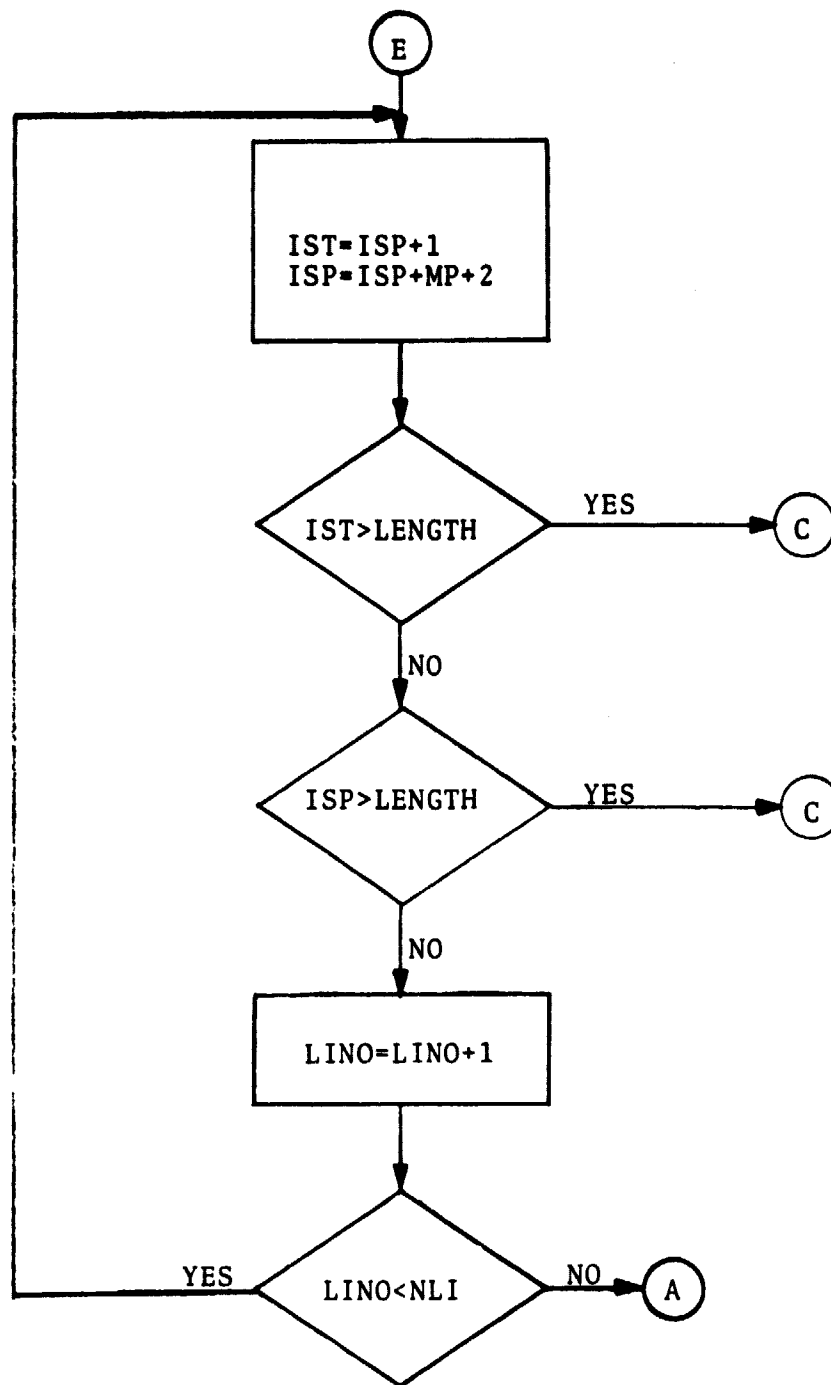 E
IST=ISP+1
ISP=ISP+MP+2
IST>LENGTH
YES
C
NO
ISP>LENGTH
YES
C
NO
LINO=LINO+1
YES
LINO<NLI
NO
A